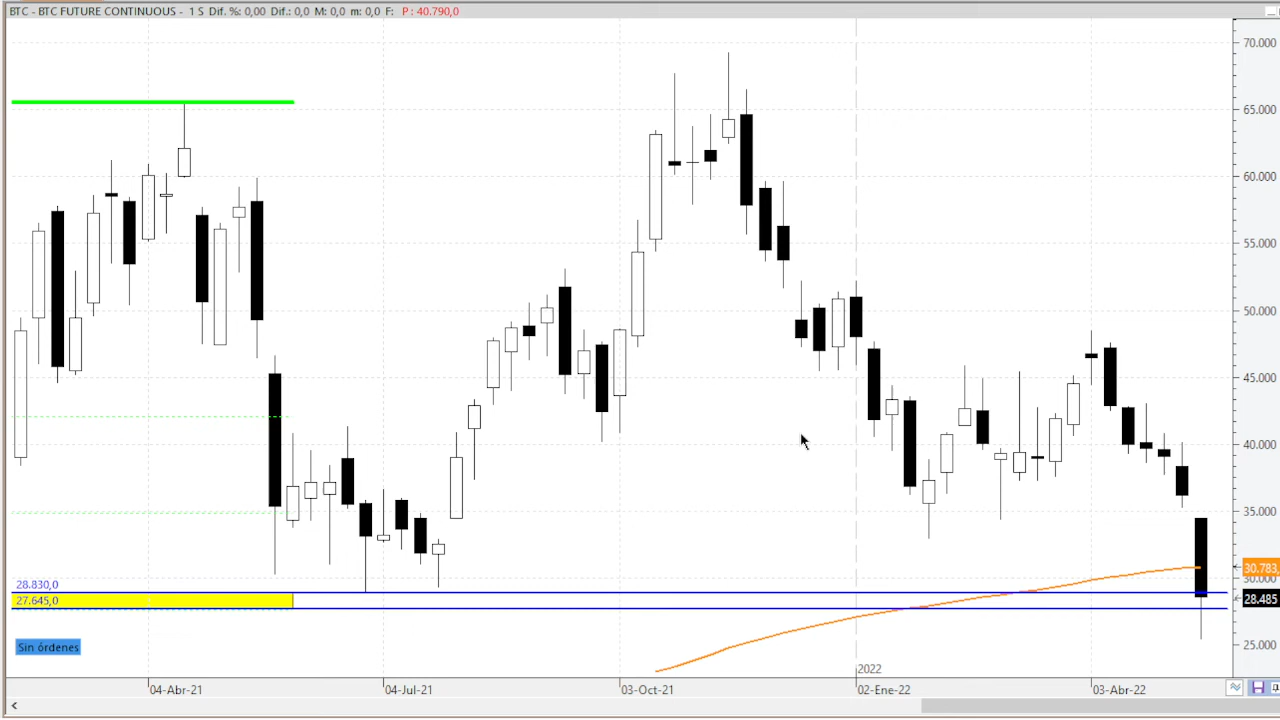 BTC - BTC FUTURE CONTINUOUS - 1 S Dif. %: 0,00 Dif.: 0,0 M: 0,0 m: 0,0 F: P: 40.790,0
70.000
65.000
60.000
55.000
50.000
45.000
40.000
35.000
30.783,
30.000
28.830,0
27.645,0
28.485
25.000
Sin órdenes
2022
04-Abr-21
04-Jul-21
03-Oct-21
02-Ene-22
03-Abr-22